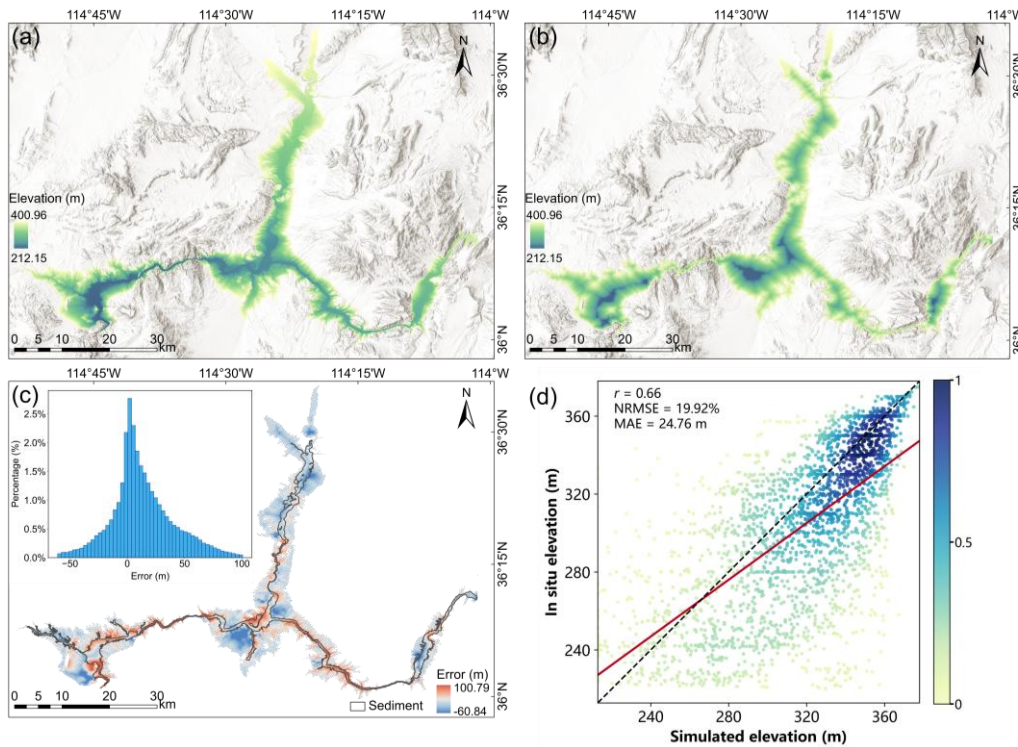 114°45'W 114°30'W 114°15'W 114°W
(a)
N
36°30'N
36°15'N
36°N
Elevation (m)
400.96
212.15
0 5 10 20 30
km
114°45'W 114°30'W 114°15'W 114°W
(b)
N
36°30'N
36°15'N
36°N
Elevation (m)
400.96
212.15
0 5 10 20 30
km
114°45'W 114°30'W 114°15'W 114°W
(c)
N
36°30'N
36°15'N
36°N
Percentage (%)
2.5%
2.0%
1.5%
1.0%
0.5%
0.0%
−50 0 50 100
Error (m)
Error (m)
100.79
-60.84
Sediment
0 5 10 20 30
km
(d)
r = 0.66
NRMSE = 19.92%
MAE = 24.76 m
In situ elevation (m)
360
320
280
240
240 280 320 360
Simulated elevation (m)
1
0.5
0